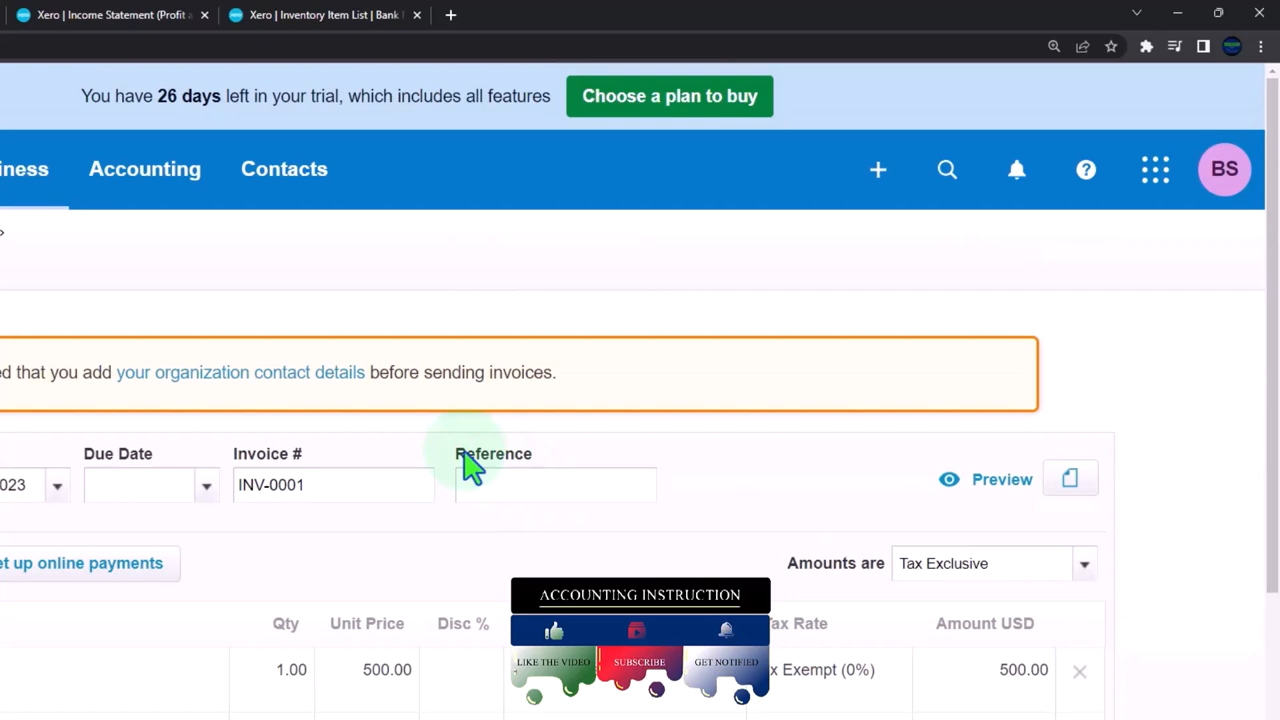 Xero | Income Statement (Profit a
Xero | Inventory Item List | Bank
You have 26 days left in your trial, which includes all features
Choose a plan to buy
iness
Accounting
Contacts
BS
ed that you add your organization contact details before sending invoices.
Due Date
Invoice #
Reference
023
INV-0001
Preview
et up online payments
Amounts are
Tax Exclusive
ACCOUNTING INSTRUCTION
Qty
Unit Price
Disc %
ax Rate
Amount USD
LIKE THE VIDEO
SUBSCRIBE
GET NOTIFIED
1.00
500.00
x Exempt (0%)
500.00